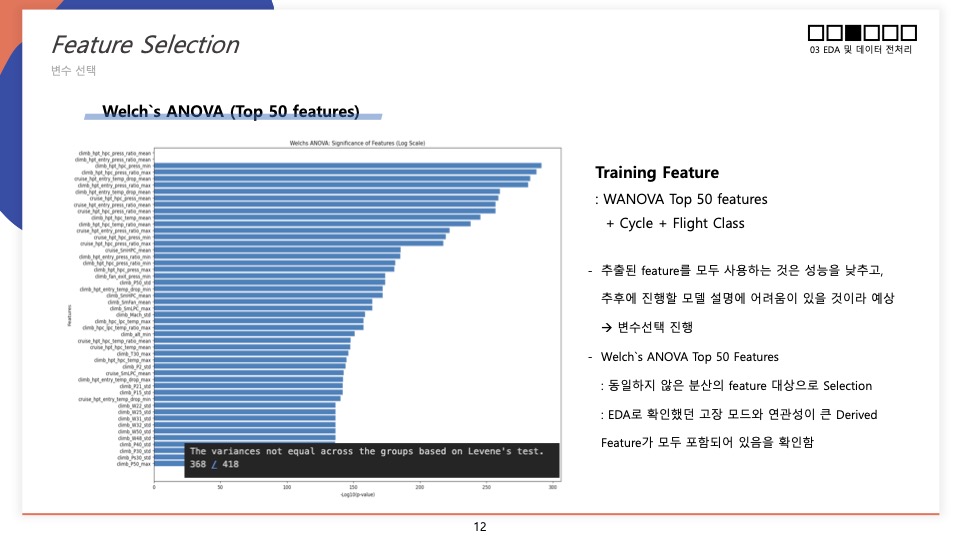 Feature Selection
변수 선택
03 EDA 및 데이터 전처리
Welch`s ANOVA (Top 50 features)
Welchs ANOVA: Significance of Features (Log Scale)
climb_hpt_hpc_press_ratio_mean
climb_hpt_entry_press_ratio_mean
climb_hpt_hpc_press_min
climb_hpt_hpc_press_ratio_max
cruise_hpt_entry_temp_drop_mean
climb_hpt_entry_press_ratio_max
climb_hpt_entry_temp_drop_mean
cruise_hpt_hpc_press_mean
cruise_hpt_entry_press_ratio_mean
cruise_hpt_hpc_press_ratio_mean
climb_hpt_hpc_temp_mean
climb_hpt_hpc_temp_ratio_mean
cruise_hpt_entry_press_ratio_max
cruise_hpt_hpc_press_min
cruise_hpt_hpc_press_ratio_max
cruise_SmHPC_mean
climb_hpt_entry_press_ratio_min
climb_hpt_hpc_press_ratio_min
climb_hpt_hpc_press_max
climb_fan_exit_press_min
climb_P50_std
climb_hpt_entry_temp_drop_min
climb_SmHPC_mean
climb_SmFan_mean
climb_SmLPC_max
climb_Mach_std
climb_hpc_lpc_temp_max
climb_hpc_lpc_temp_ratio_max
climb_alt_min
cruise_hpt_hpc_temp_ratio_mean
cruise_hpt_hpc_temp_mean
climb_T30_max
climb_hpt_hpc_temp_max
climb_P2_std
cruise_SmLPC_mean
climb_hpt_entry_temp_drop_max
climb_P21_std
climb_P15_std
cruise_hpt_entry_temp_drop_min
climb_W22_std
climb_W25_std
climb_W31_std
climb_W32_std
climb_W50_std
climb_W48_std
climb_P40_std
climb_P30_std
climb_Ps30_std
climb_P50_max
Features
The variances not equal across the groups based on Levene's test.
368 / 418
0 50 100 150 200 250 300
-Log10(p-value)
Training Feature
: WANOVA Top 50 features
+ Cycle + Flight Class
- 추출된 feature를 모두 사용하는 것은 성능을 낮추고,
추후에 진행할 모델 설명에 어려움이 있을 것이라 예상
→ 변수선택 진행
- Welch`s ANOVA Top 50 Features
: 동일하지 않은 분산의 feature 대상으로 Selection
: EDA로 확인했던 고장 모드와 연관성이 큰 Derived
Feature가 모두 포함되어 있음을 확인함
12